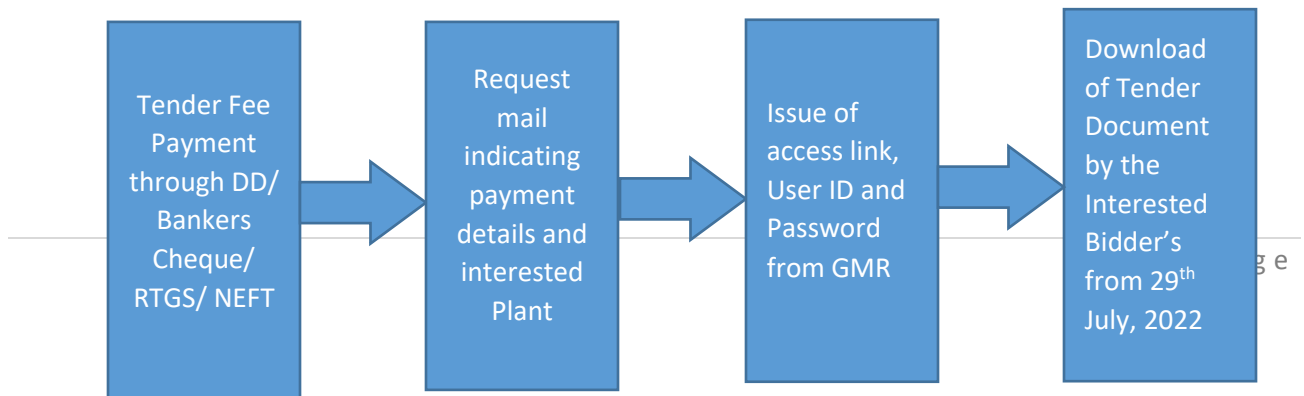 Tender Fee
Payment
through DD/
Bankers
Cheque/
RTGS/ NEFT
Request
mail
indicating
payment
details and
interested
Plant
Issue of
access link,
User ID and
Password
from GMR
Download
of Tender
Document
by the
Interested
Bidder’s
from 29th
July, 2022
g e